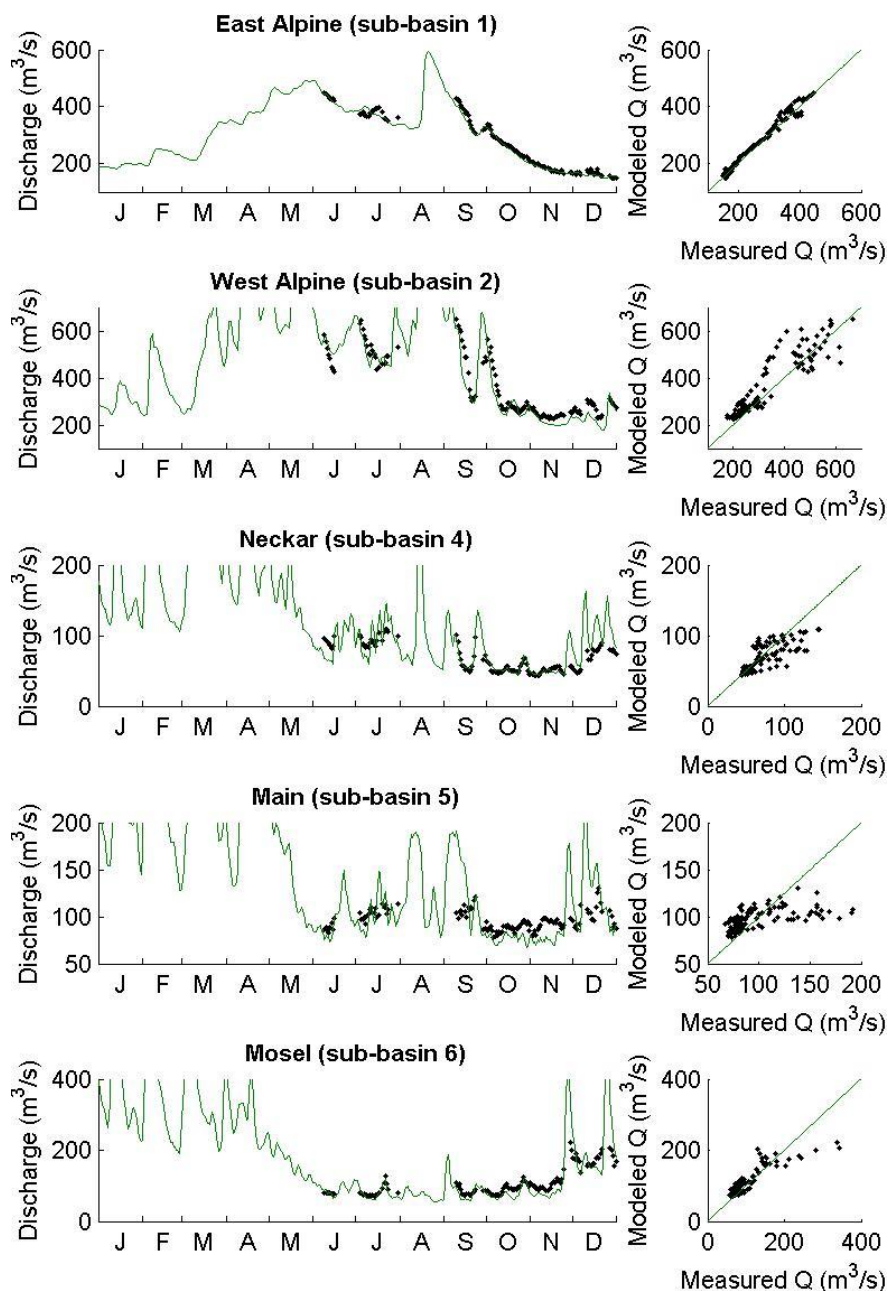 East Alpine (sub-basin 1)
Discharge (m³/s)
600
400
200
J F M A M J J A S O N D
Modeled Q (m³/s)
600
400
200
200 400 600
Measured Q (m³/s)
West Alpine (sub-basin 2)
Discharge (m³/s)
600
400
200
J F M A M J J A S O N D
Modeled Q (m³/s)
600
400
200
200 400 600
Measured Q (m³/s)
Neckar (sub-basin 4)
Discharge (m³/s)
200
100
0
J F M A M J J A S O N D
Modeled Q (m³/s)
200
100
0
0 100 200
Measured Q (m³/s)
Main (sub-basin 5)
Discharge (m³/s)
200
150
100
50
J F M A M J J A S O N D
Modeled Q (m³/s)
200
150
100
50
50 100 150 200
Measured Q (m³/s)
Mosel (sub-basin 6)
Discharge (m³/s)
400
200
0
J F M A M J J A S O N D
Modeled Q (m³/s)
400
200
0
0 200 400
Measured Q (m³/s)